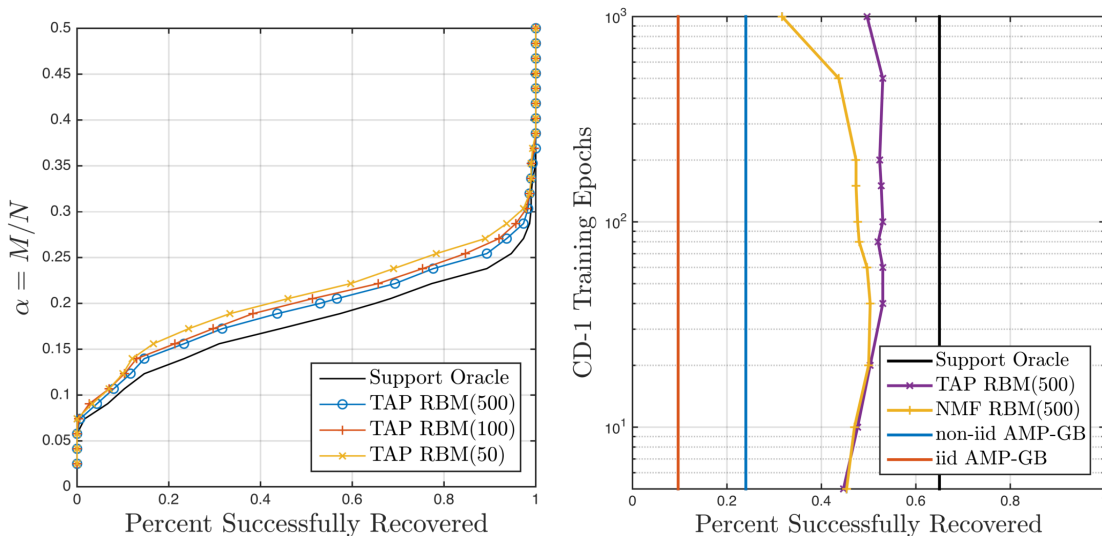 0.5
0.45
0.4
0.35
0.3
0.25
0.2
0.15
0.1
0.05
0
α = M/N
0
0.2
0.4
0.6
0.8
1
Percent Successfully Recovered
Support Oracle
TAP RBM(500)
TAP RBM(100)
TAP RBM(50)
10³
10²
10¹
CD-1 Training Epochs
0
0.2
0.4
0.6
0.8
Percent Successfully Recovered
Support Oracle
TAP RBM(500)
NMF RBM(500)
non-iid AMP-GB
iid AMP-GB